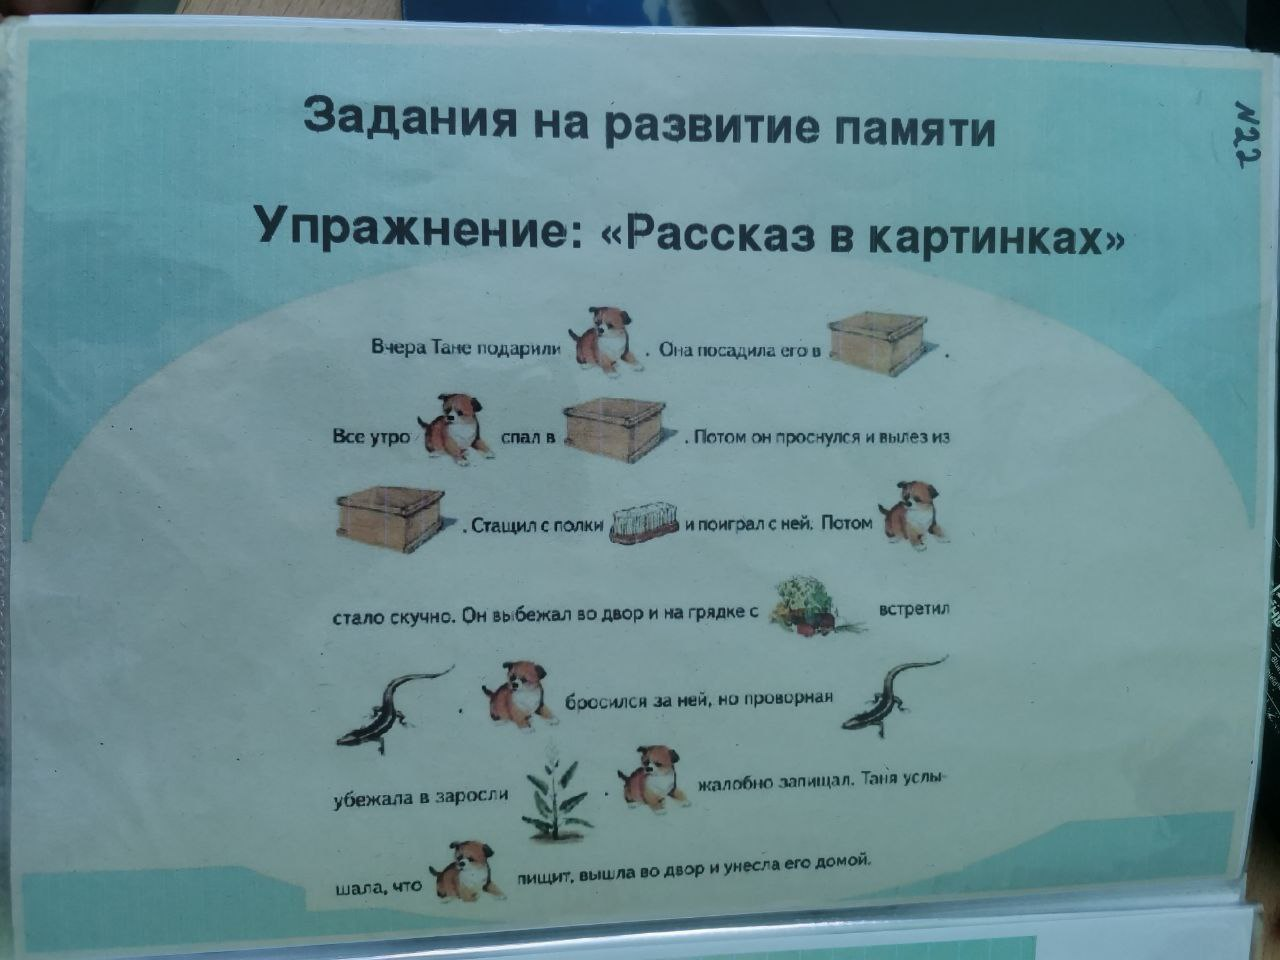 Задания на развитие памяти
№22
Упражнение: «Рассказ в картинках»
Вчера Тане подарили . Она посадила его в .
Все утро спал в . Потом он проснулся и вылез из
. Стащил с полки и поиграл с ней. Потом
стало скучно. Он выбежал во двор и на грядке с встретил
. бросился за ней, но проворная
убежала в заросли . жалобно запищал. Таня услы-
шала, что пищит, вышла во двор и унесла его домой.